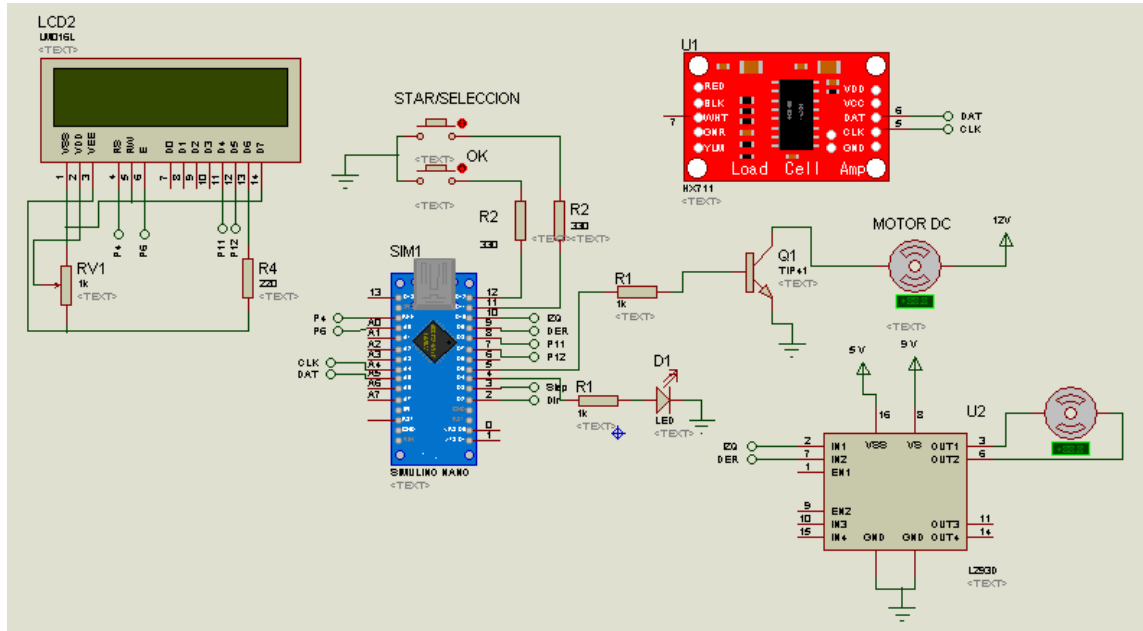 LCD2
LM016L
<TEXT>
VSS VDD VEE RS RW E D0 D1 D2 D3 D4 D5 D6 D7
1 2 3 4 5 6 7 8 9 10 11 12 13 14
P4 P6 P11 P12
RV1
1k
<TEXT>
R4
220
<TEXT>
STAR/SELECCION
<TEXT>
OK
<TEXT>
R2
330
<TEXT>
R2
330
<TEXT>
SIM1
13
A0
A1
A2
A3
A4
A5
A6
A7
12
11
10
9
8
7
6
5
4
3
2
0
1
P4
P6
CLK
DAT
IZQ
DER
P11
P12
Step
Dir
SIMULINO NANO
<TEXT>
U1
RED
BLK
WHT
GNR
YLW
7
VDD
VCC
DAT
CLK
GND
6 DAT
5 CLK
Load Cell Amp
HX711
<TEXT>
R1
1k
<TEXT>
Q1
TIP41
<TEXT>
MOTOR DC
12V
<TEXT>
R1
1k
<TEXT>
D1
LED
<TEXT>
5V
9V
16
8
U2
VSS VS
IZQ 2 IN1
DER 7 IN2
1 EN1
9 EN2
10 IN3
15 IN4
GND GND
OUT1 3
OUT2 6
OUT3 11
OUT4 14
L293D
<TEXT>